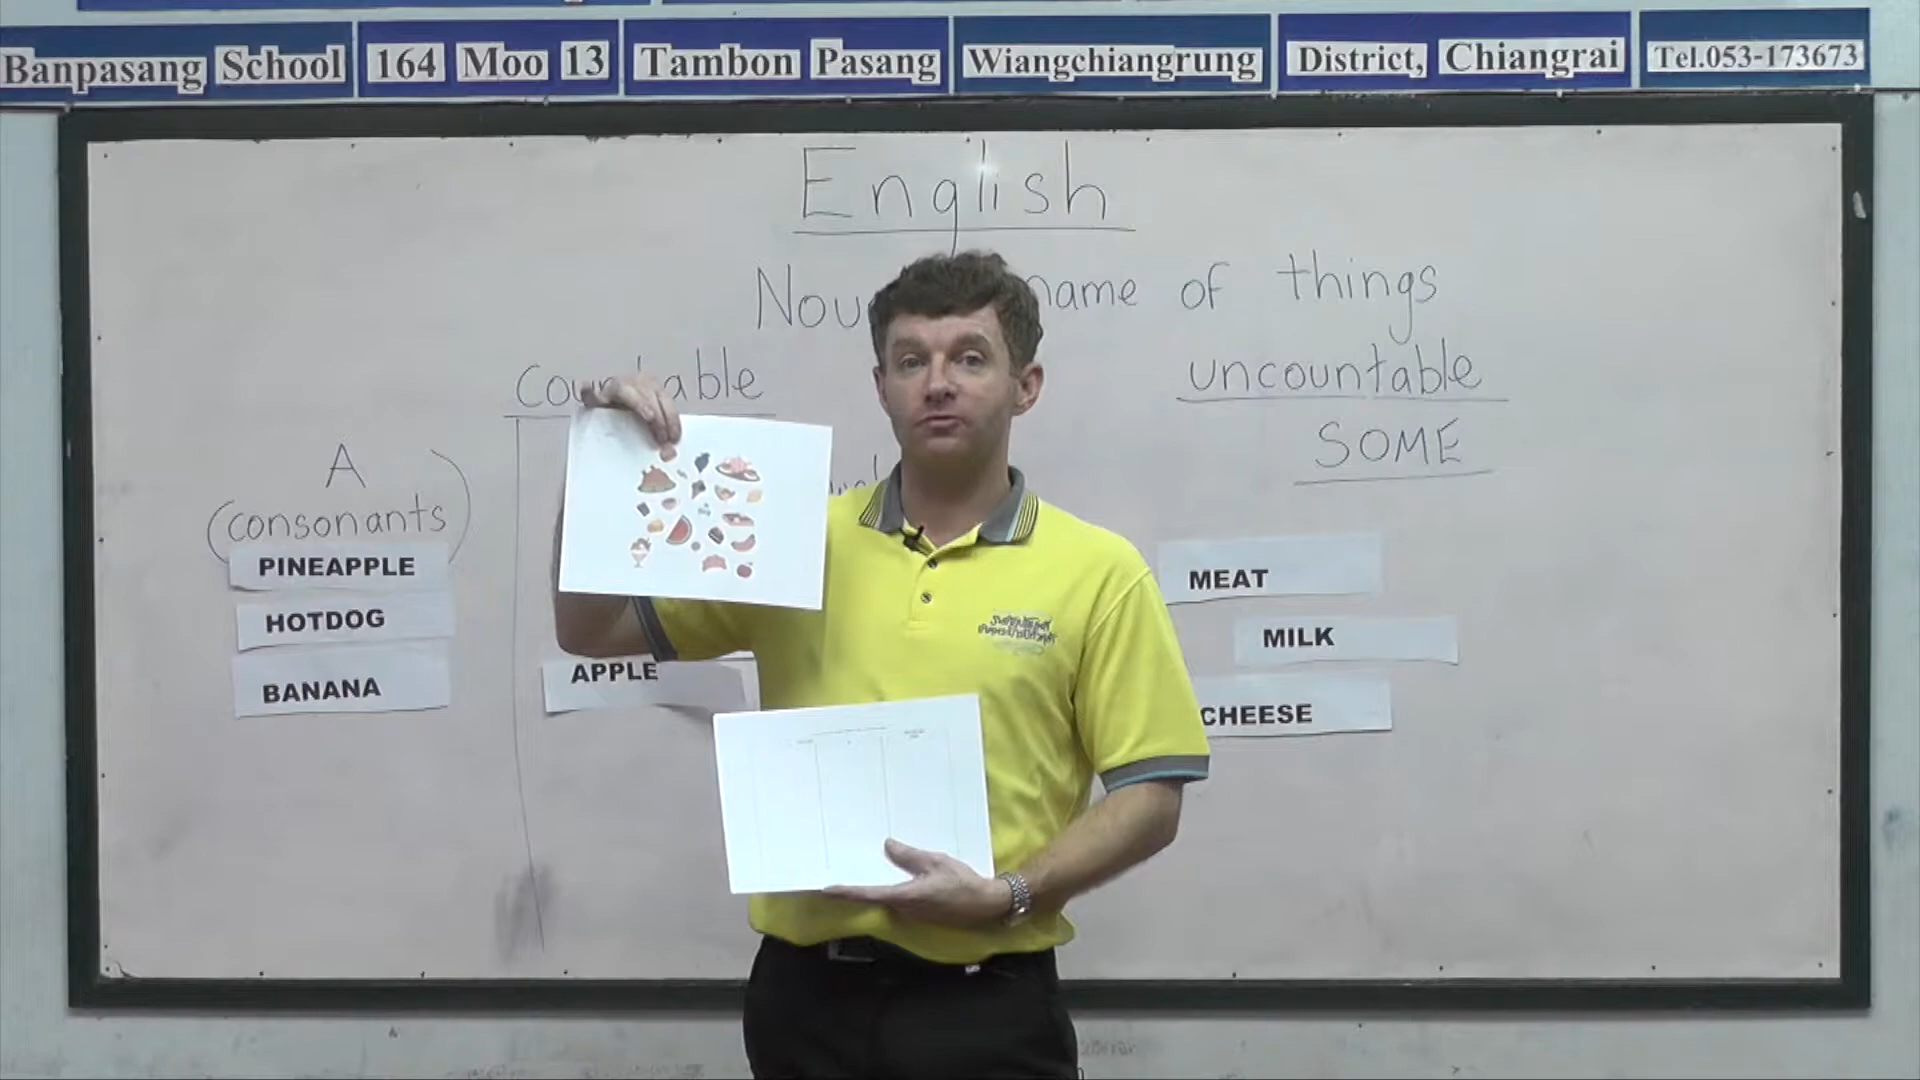 Banpasang School 164 Moo 13 Tambon Pasang Wiangchiangrung District, Chiangrai Tel.053-173673
English
name of things
uncountable
SOME
A
(consonants)
PINEAPPLE
HOTDOG
BANANA
APPLE
MEAT
MILK
CHEESE